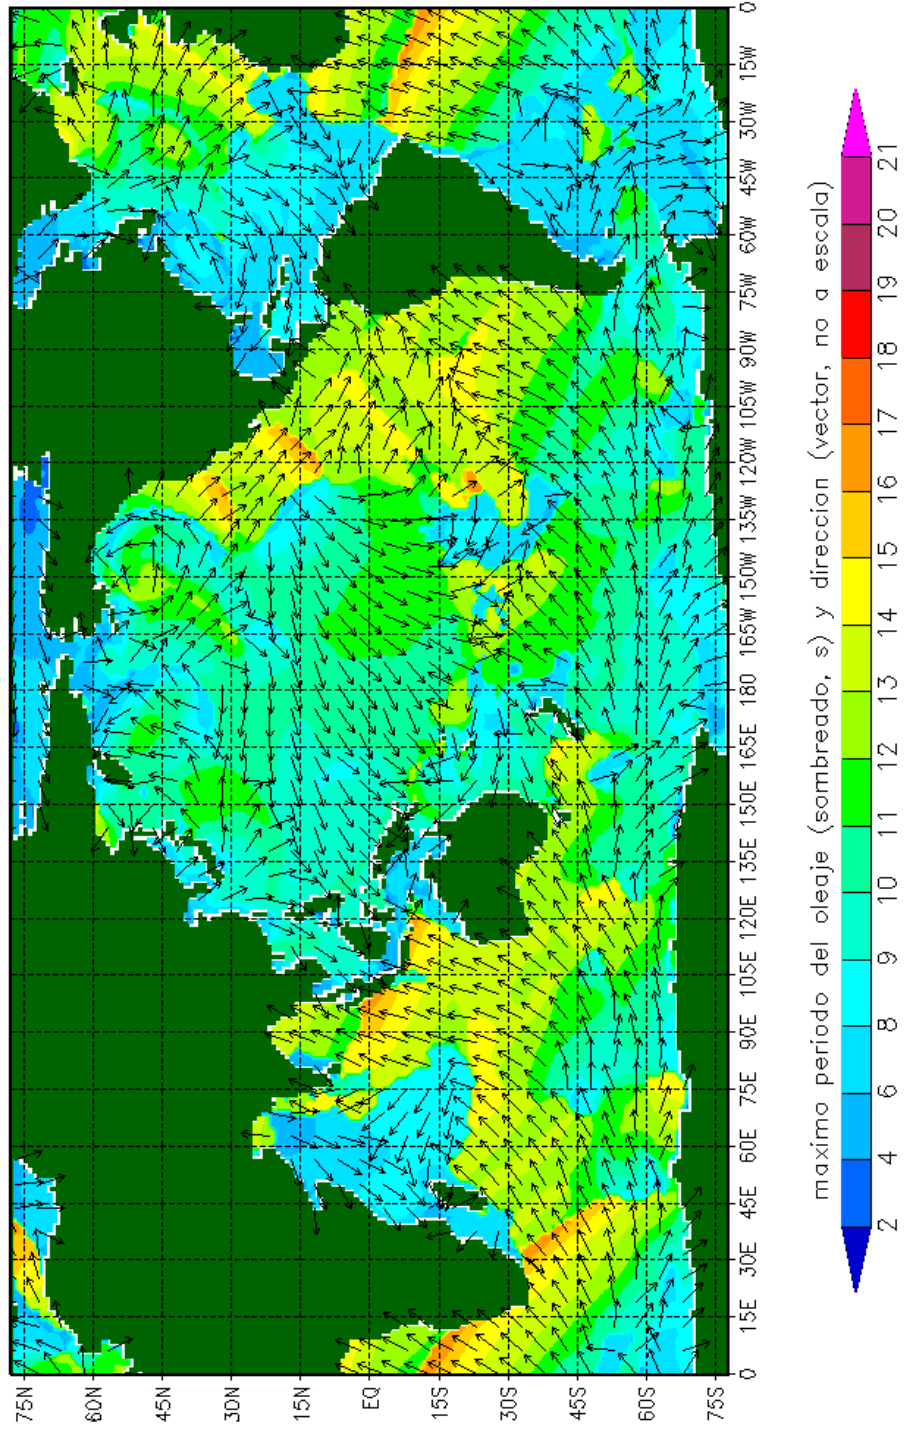 75N
60N
45N
30N
15N
EQ
15S
30S
45S
60S
75S
0 15E 30E 45E 60E 75E 90E 105E 120E 135E 150E 165E 180 165W 150W 135W 120W 105W 90W 75W 60W 45W 30W 15W 0
maximo periodo del oleaje (sombreado, s) y direccion (vector, no a escala)
2 4 6 8 9 10 11 12 13 14 15 16 17 18 19 20 21